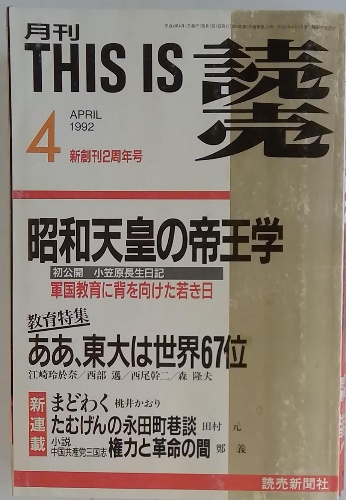 月刊
THIS IS 読売
4
APRIL
1992
新創刊2周年号
昭和天皇の帝王学
初公開 小笠原長生日記
軍国教育に背を向けた若き日
教育特集
ああ、東大は世界67位
江崎玲於奈/西部 邁/西尾幹二/森 隆夫
新連載
まどわく 桃井かおり
たむげんの永田町巷談 田村 元
小説
中国共産党三国志 権力と革命の間 鄭 義
読売新聞社